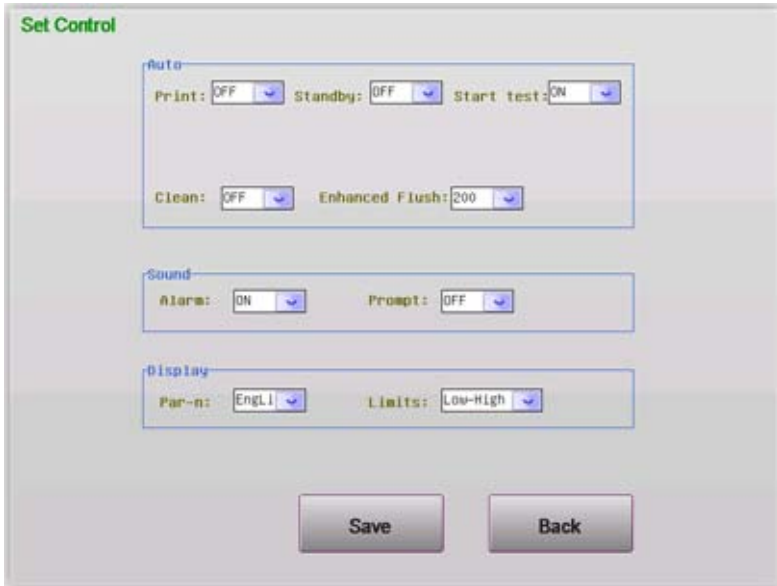 Set Control
Auto
Print: OFF Standby: OFF Start test: ON
Clean: OFF Enhanced Flush: 200
Sound
Alarm: ON Prompt: OFF
Display
Par-n: EngLi Limits: Low-High
Save Back